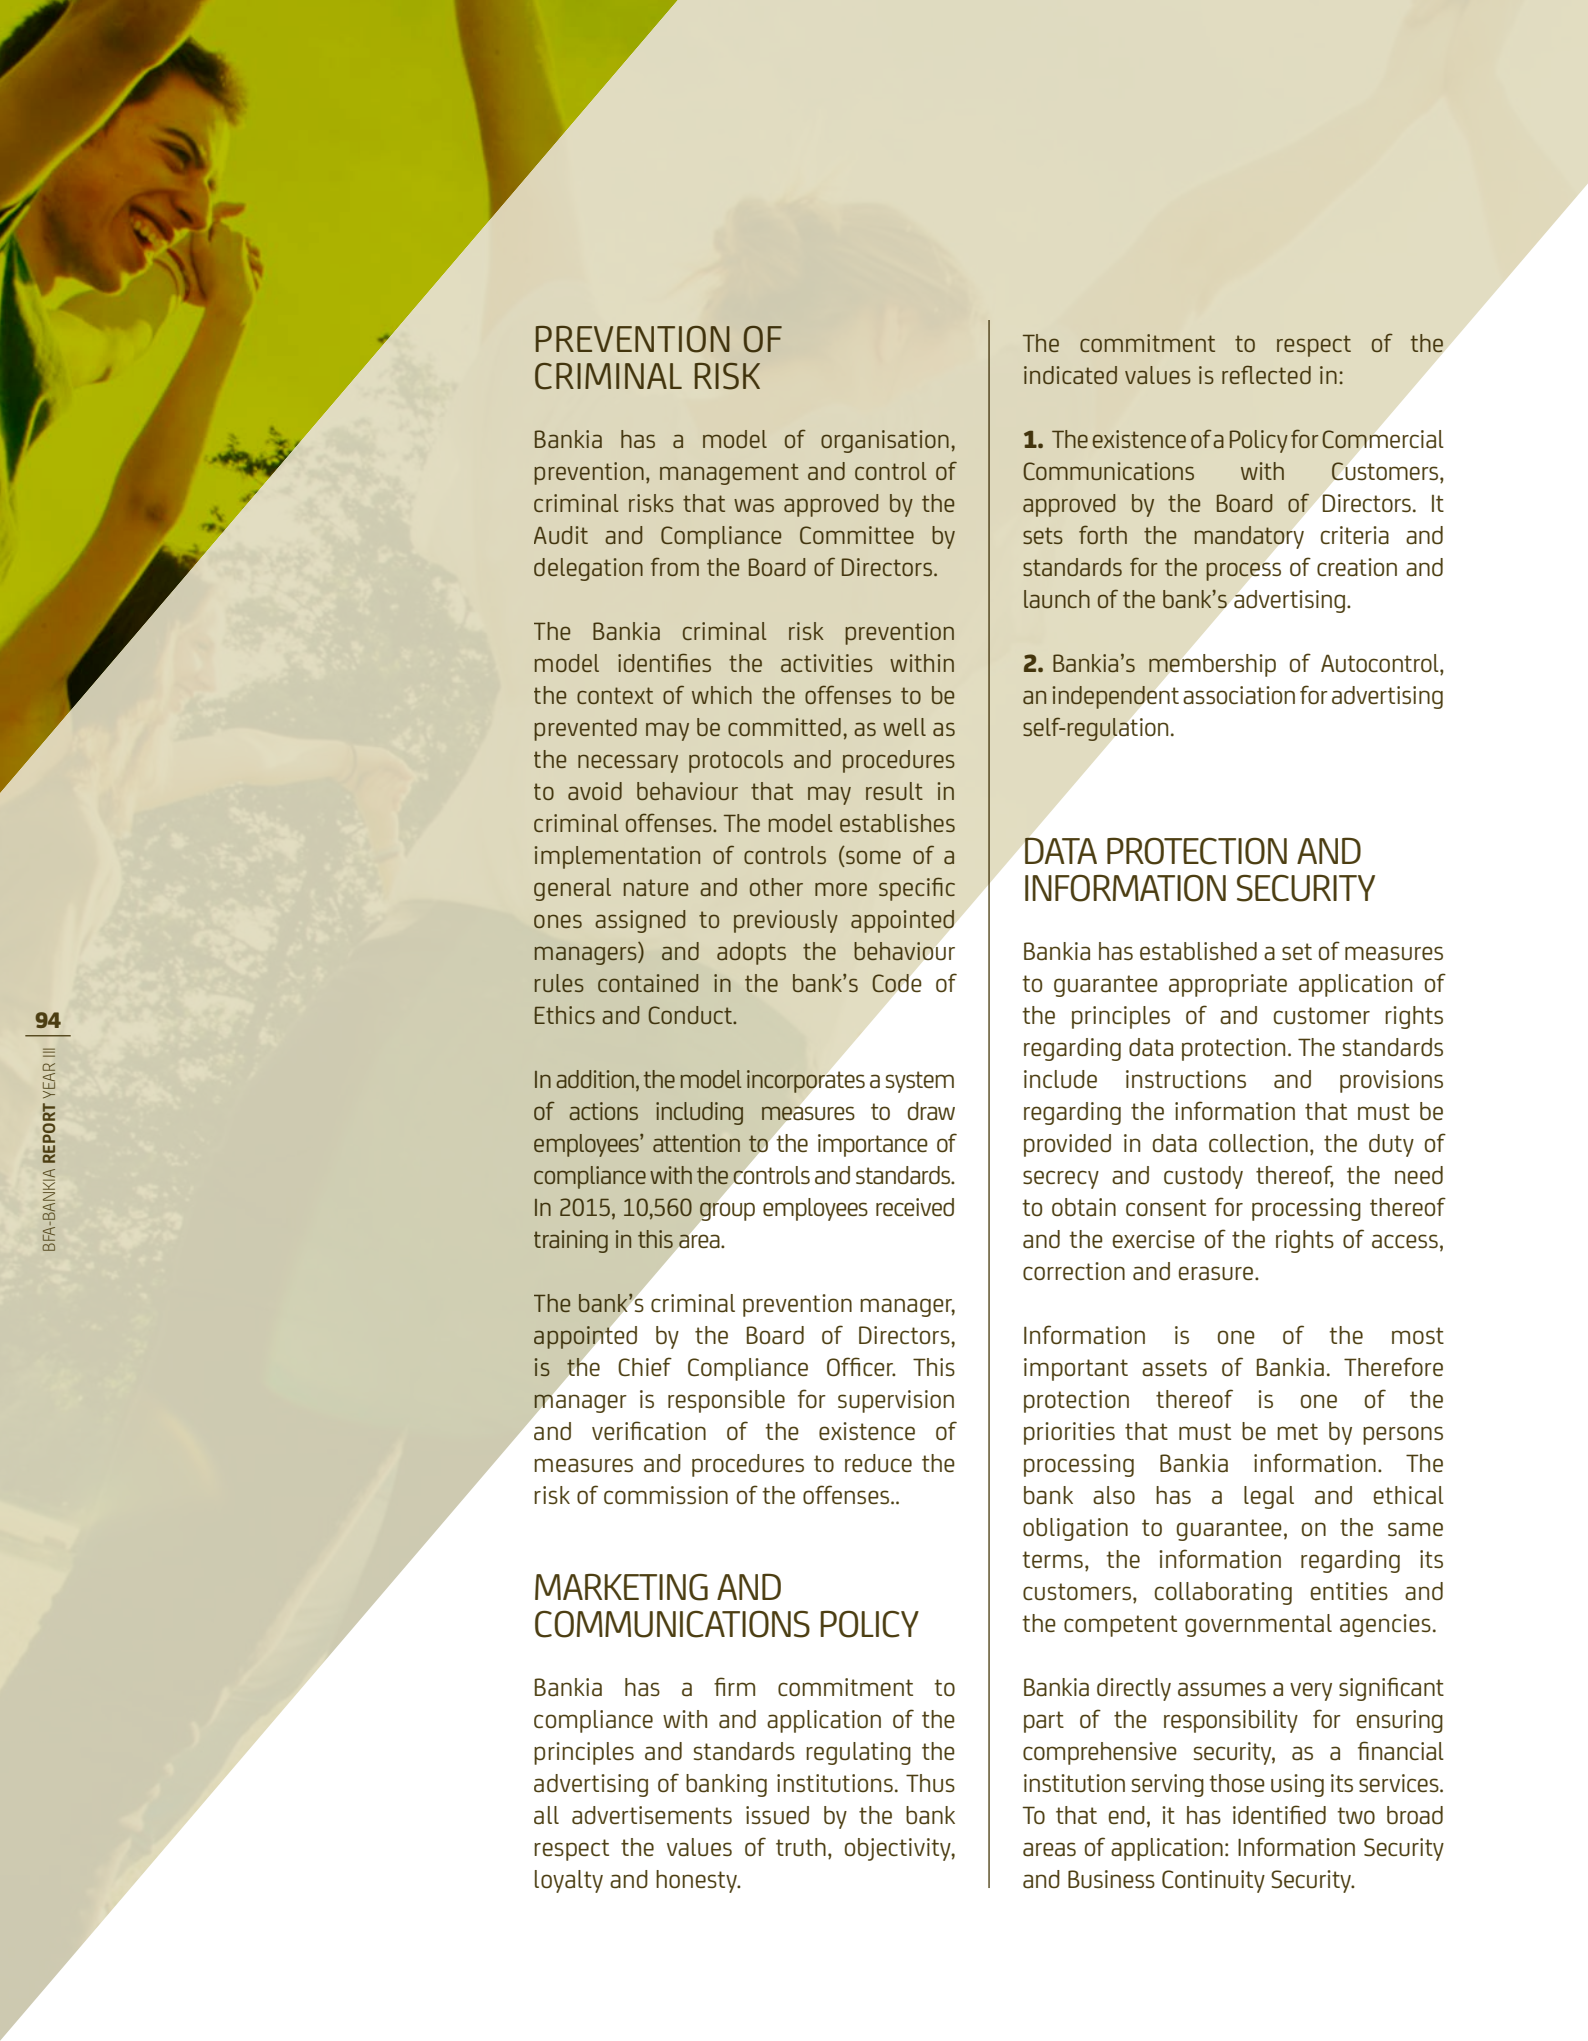 PREVENTION OF
CRIMINAL RISK
Bankia has a model of organisation,
prevention, management and control of
criminal risks that was approved by the
Audit and Compliance Committee by
delegation from the Board of Directors.
The Bankia criminal risk prevention
model identifies the activities within
the context of which the offenses to be
prevented may be committed, as well as
the necessary protocols and procedures
to avoid behaviour that may result in
criminal offenses. The model establishes
implementation of controls (some of a
general nature and other more specific
ones assigned to previously appointed
managers) and adopts the behaviour
rules contained in the bank’s Code of
Ethics and Conduct.
In addition, the model incorporates a system
of actions including measures to draw
employees’ attention to the importance of
compliance with the controls and standards.
In 2015, 10,560 group employees received
training in this area.
The bank’s criminal prevention manager,
appointed by the Board of Directors,
is the Chief Compliance Officer. This
manager is responsible for supervision
and verification of the existence of
measures and procedures to reduce the
risk of commission of the offenses..
MARKETING AND
COMMUNICATIONS POLICY
Bankia has a firm commitment to
compliance with and application of the
principles and standards regulating the
advertising of banking institutions. Thus
all advertisements issued by the bank
respect the values of truth, objectivity,
loyalty and honesty.
The commitment to respect of the
indicated values is reflected in:
1. The existence of a Policy for Commercial
Communications with Customers,
approved by the Board of Directors. It
sets forth the mandatory criteria and
standards for the process of creation and
launch of the bank’s advertising.
2. Bankia’s membership of Autocontrol,
an independent association for advertising
self-regulation.
DATA PROTECTION AND
INFORMATION SECURITY
Bankia has established a set of measures
to guarantee appropriate application of
the principles of and customer rights
regarding data protection. The standards
include instructions and provisions
regarding the information that must be
provided in data collection, the duty of
secrecy and custody thereof, the need
to obtain consent for processing thereof
and the exercise of the rights of access,
correction and erasure.
Information is one of the most
important assets of Bankia. Therefore
protection thereof is one of the
priorities that must be met by persons
processing Bankia information. The
bank also has a legal and ethical
obligation to guarantee, on the same
terms, the information regarding its
customers, collaborating entities and
the competent governmental agencies.
Bankia directly assumes a very significant
part of the responsibility for ensuring
comprehensive security, as a financial
institution serving those using its services.
To that end, it has identified two broad
areas of application: Information Security
and Business Continuity Security.
94
BFA-BANKIA REPORT YEAR III